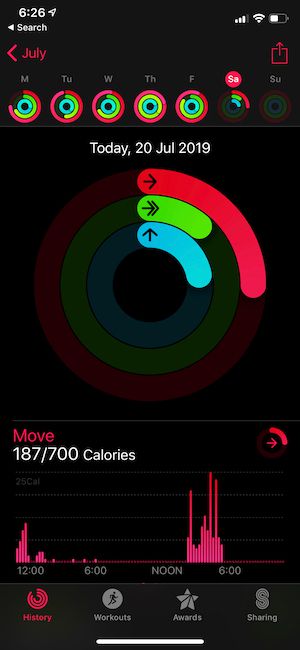 6:26
Search
July
M Tu W Th F Sa Su
Today, 20 Jul 2019
Move
187/700 Calories
25Cal
12:00 6:00 NOON 6:00
History Workouts Awards Sharing